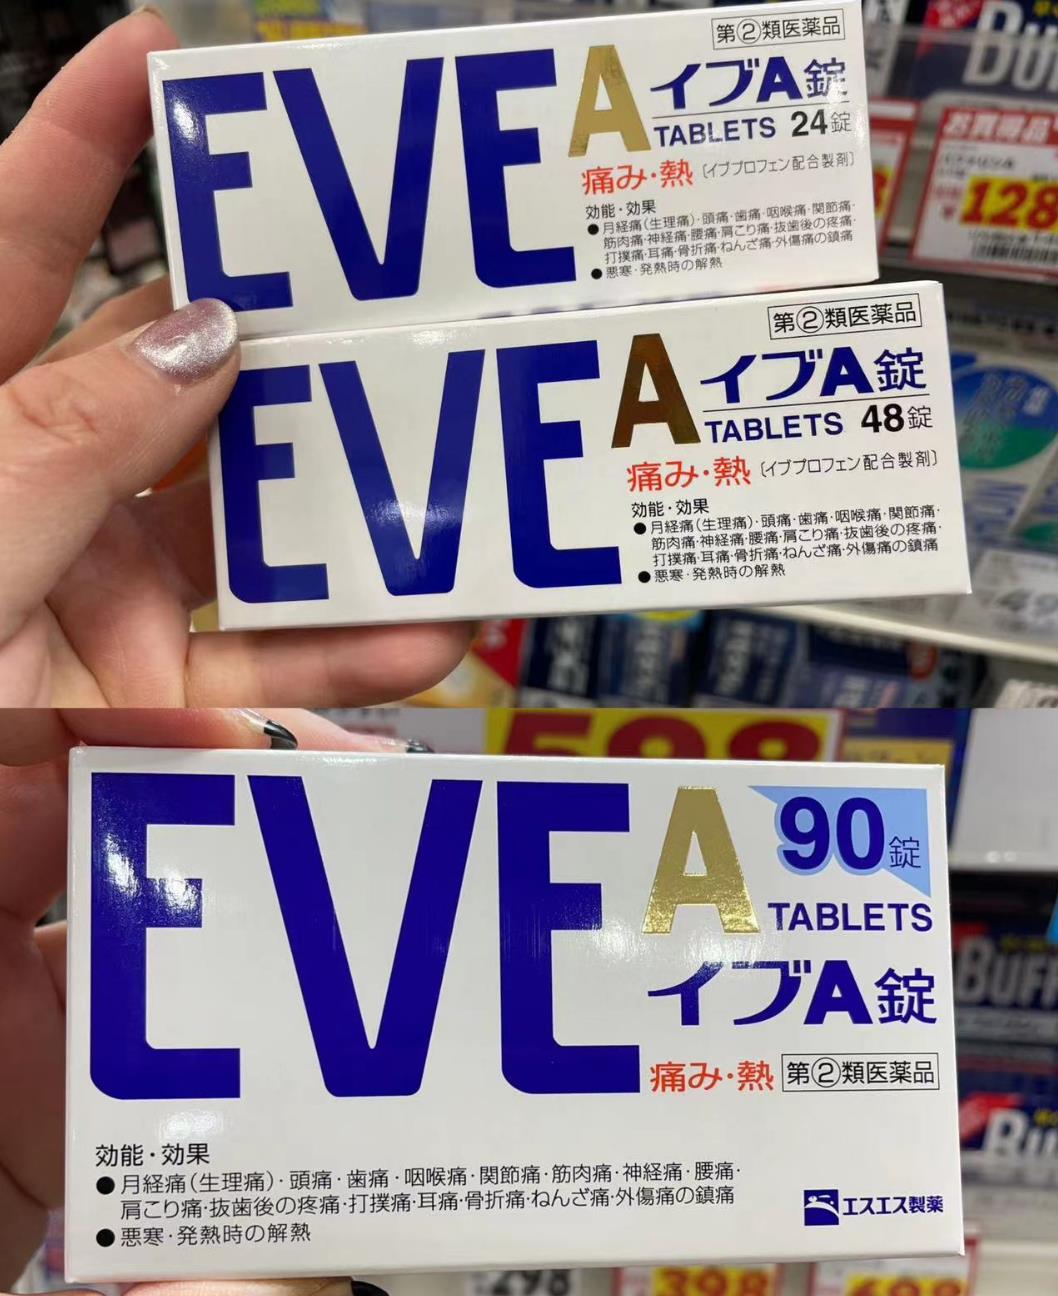 第②類医薬品
EVE A イブA錠
TABLETS 24錠
痛み・熱 〔イブプロフェン配合製剤〕
効能・効果
●月経痛(生理痛)・頭痛・歯痛・咽喉痛・関節痛・
筋肉痛・神経痛・腰痛・肩こり痛・抜歯後の疼痛・
打撲痛・耳痛・骨折痛・ねんざ痛・外傷痛の鎮痛
●悪寒・発熱時の解熱
お買得品
128
第②類医薬品
EVE A イブA錠
TABLETS 48錠
痛み・熱 〔イブプロフェン配合製剤〕
効能・効果
●月経痛(生理痛)・頭痛・歯痛・咽喉痛・関節痛・
筋肉痛・神経痛・腰痛・肩こり痛・抜歯後の疼痛・
打撲痛・耳痛・骨折痛・ねんざ痛・外傷痛の鎮痛
●悪寒・発熱時の解熱
598
EVE A 90錠
TABLETS
イブA錠
痛み・熱 第②類医薬品
効能・効果
●月経痛(生理痛)・頭痛・歯痛・咽喉痛・関節痛・筋肉痛・神経痛・腰痛・
肩こり痛・抜歯後の疼痛・打撲痛・耳痛・骨折痛・ねんざ痛・外傷痛の鎮痛
●悪寒・発熱時の解熱
エスエス製薬
298
398